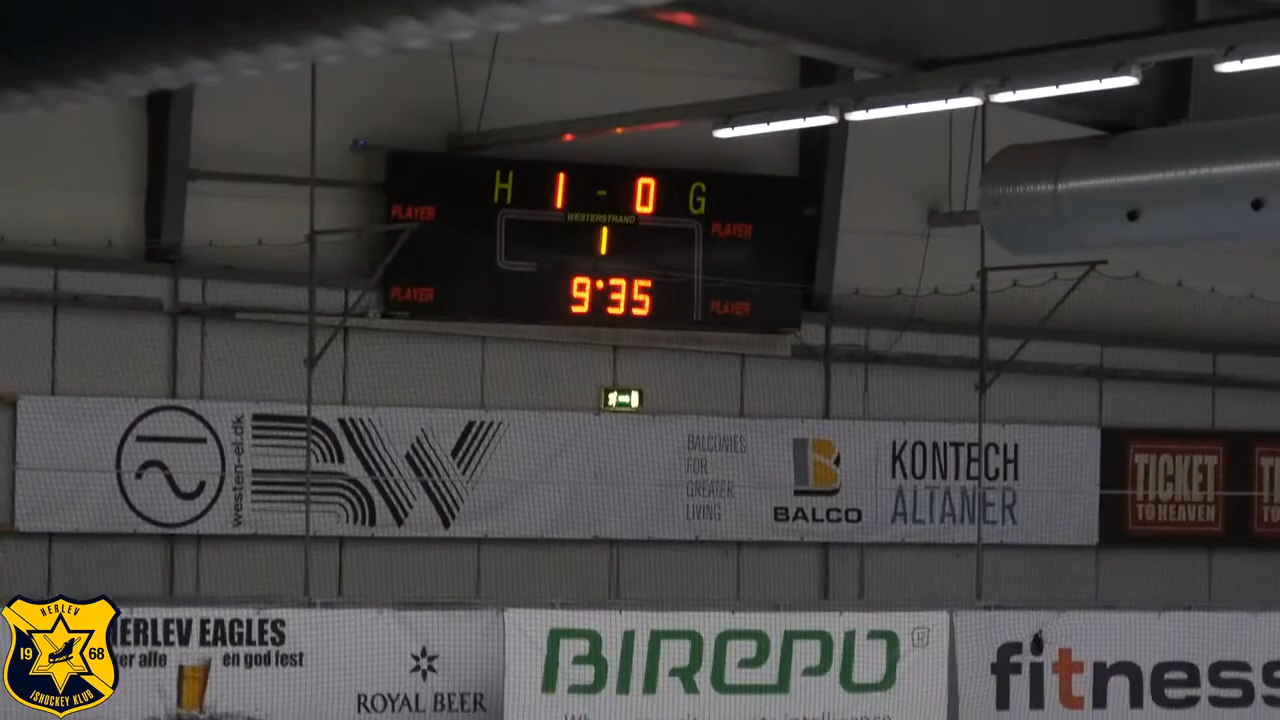 H 1 - 0 G
WESTERSTRAND
PLAYER
PLAYER
1
PLAYER
9:35
PLAYER
westen-el.dk
BW
BALCONIES
FOR
GREATER
LIVING
BALCO
KONTECH
ALTANER
TICKET
TO HEAVEN
HERLEV
19 68
ISHOCKEY KLUB
HERLEV EAGLES
er alle en god fest
ROYAL BEER
BIREPO
fitness